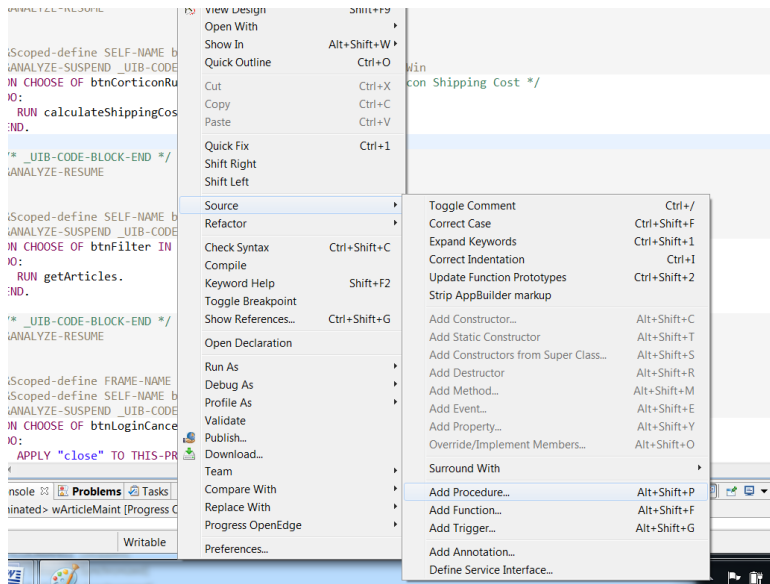 &ANALYZE-RESUME
&Scoped-define SELF-NAME b
&ANALYZE-SUSPEND _UIB-CODE
Win
ON CHOOSE OF btnCorticonRu
con Shipping Cost */
DO:
RUN calculateShippingCos
END.
/* _UIB-CODE-BLOCK-END */
&ANALYZE-RESUME
&Scoped-define SELF-NAME b
&ANALYZE-SUSPEND _UIB-CODE
ON CHOOSE OF btnFilter IN
DO:
RUN getArticles.
END.
/* _UIB-CODE-BLOCK-END */
&ANALYZE-RESUME
&Scoped-define FRAME-NAME
&Scoped-define SELF-NAME b
&ANALYZE-SUSPEND _UIB-CODE
ON CHOOSE OF btnLoginCance
DO:
APPLY "close" TO THIS-PR
nsole Problems Tasks
minated> wArticleMaint [Progress O
Writable
View Design Shift+F9
Open With
Show In Alt+Shift+W
Quick Outline Ctrl+O
Cut Ctrl+X
Copy Ctrl+C
Paste Ctrl+V
Quick Fix Ctrl+1
Shift Right
Shift Left
Source
Refactor
Check Syntax Ctrl+Shift+C
Compile
Keyword Help Shift+F2
Toggle Breakpoint
Show References... Ctrl+Shift+G
Open Declaration
Run As
Debug As
Profile As
Validate
Publish...
Download...
Team
Compare With
Replace With
Progress OpenEdge
Preferences...
Toggle Comment Ctrl+/
Correct Case Ctrl+Shift+F
Expand Keywords Ctrl+Shift+1
Correct Indentation Ctrl+I
Update Function Prototypes Ctrl+Shift+2
Strip AppBuilder markup
Add Constructor... Alt+Shift+C
Add Static Constructor Alt+Shift+T
Add Constructors from Super Class... Alt+Shift+S
Add Destructor Alt+Shift+R
Add Method... Alt+Shift+M
Add Event... Alt+Shift+E
Add Property... Alt+Shift+Y
Override/Implement Members... Alt+Shift+O
Surround With
Add Procedure... Alt+Shift+P
Add Function... Alt+Shift+F
Add Trigger... Alt+Shift+G
Add Annotation...
Define Service Interface...